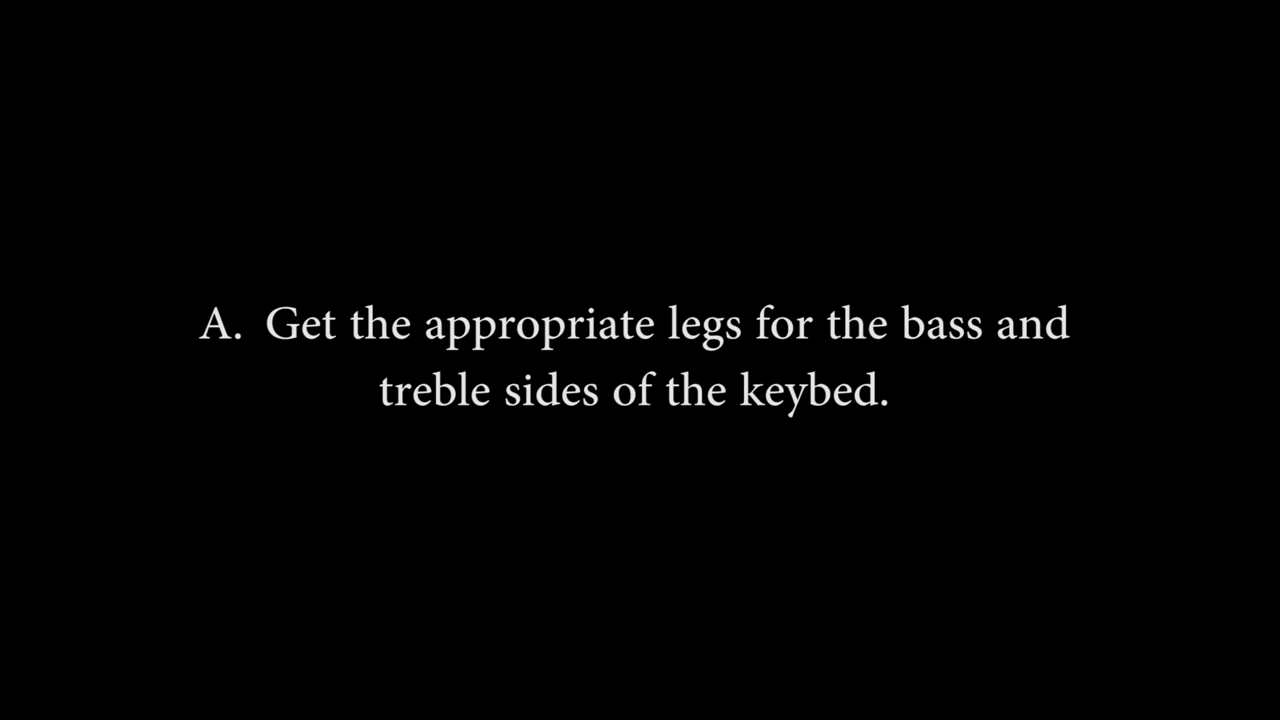 A. Get the appropriate legs for the bass and
treble sides of the keybed.